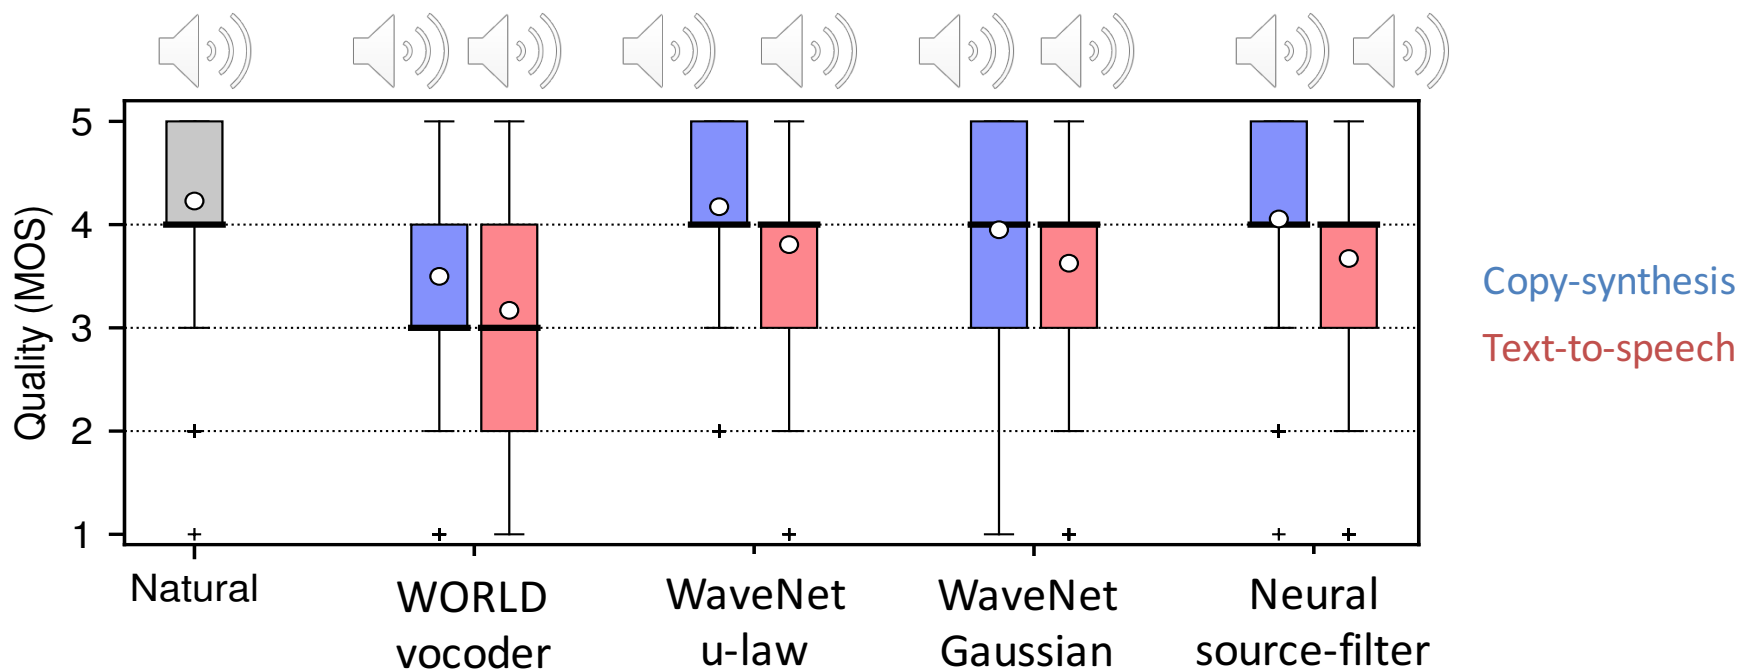 Quality (MOS)
5
4
3
2
1
Natural
WORLD
vocoder
WaveNet
u-law
WaveNet
Gaussian
Neural
source-filter
Copy-synthesis
Text-to-speech